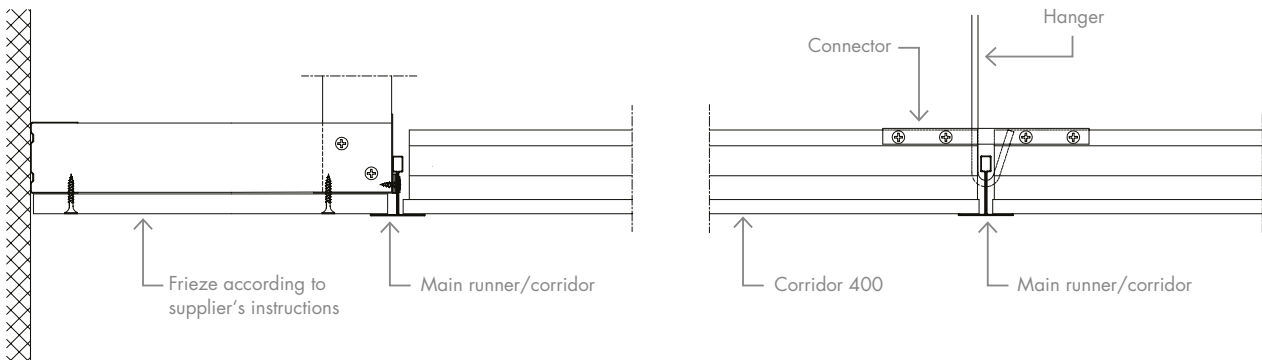 Hanger
Connector
Frieze according to
supplier’s instructions
Main runner/corridor
Corridor 400
Main runner/corridor